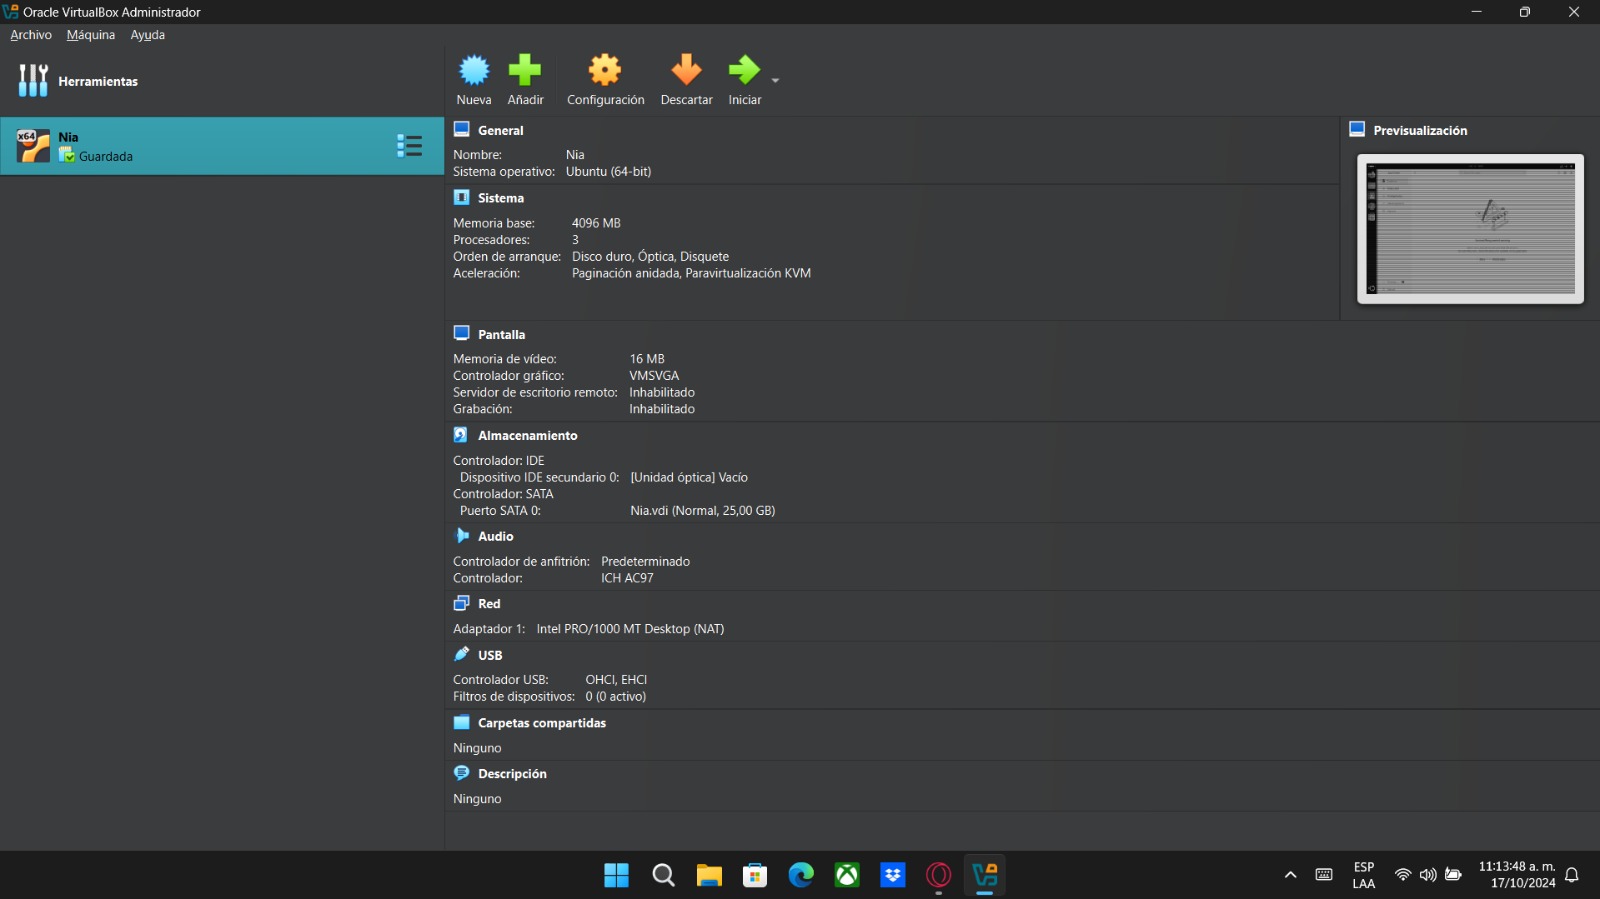 Oracle VirtualBox Administrador
Archivo Máquina Ayuda
Herramientas
Nueva Añadir Configuración Descartar Iniciar
x64 Nia
Guardada
General
Nombre: Nia
Sistema operativo: Ubuntu (64-bit)
Sistema
Memoria base: 4096 MB
Procesadores: 3
Orden de arranque: Disco duro, Óptica, Disquete
Aceleración: Paginación anidada, Paravirtualización KVM
Previsualización
Pantalla
Memoria de vídeo: 16 MB
Controlador gráfico: VMSVGA
Servidor de escritorio remoto: Inhabilitado
Grabación: Inhabilitado
Almacenamiento
Controlador: IDE
Dispositivo IDE secundario 0: [Unidad óptica] Vacío
Controlador: SATA
Puerto SATA 0: Nia.vdi (Normal, 25,00 GB)
Audio
Controlador de anfitrión: Predeterminado
Controlador: ICH AC97
Red
Adaptador 1: Intel PRO/1000 MT Desktop (NAT)
USB
Controlador USB: OHCI, EHCI
Filtros de dispositivos: 0 (0 activo)
Carpetas compartidas
Ninguno
Descripción
Ninguno
ESP
LAA
11:13:48 a. m.
17/10/2024